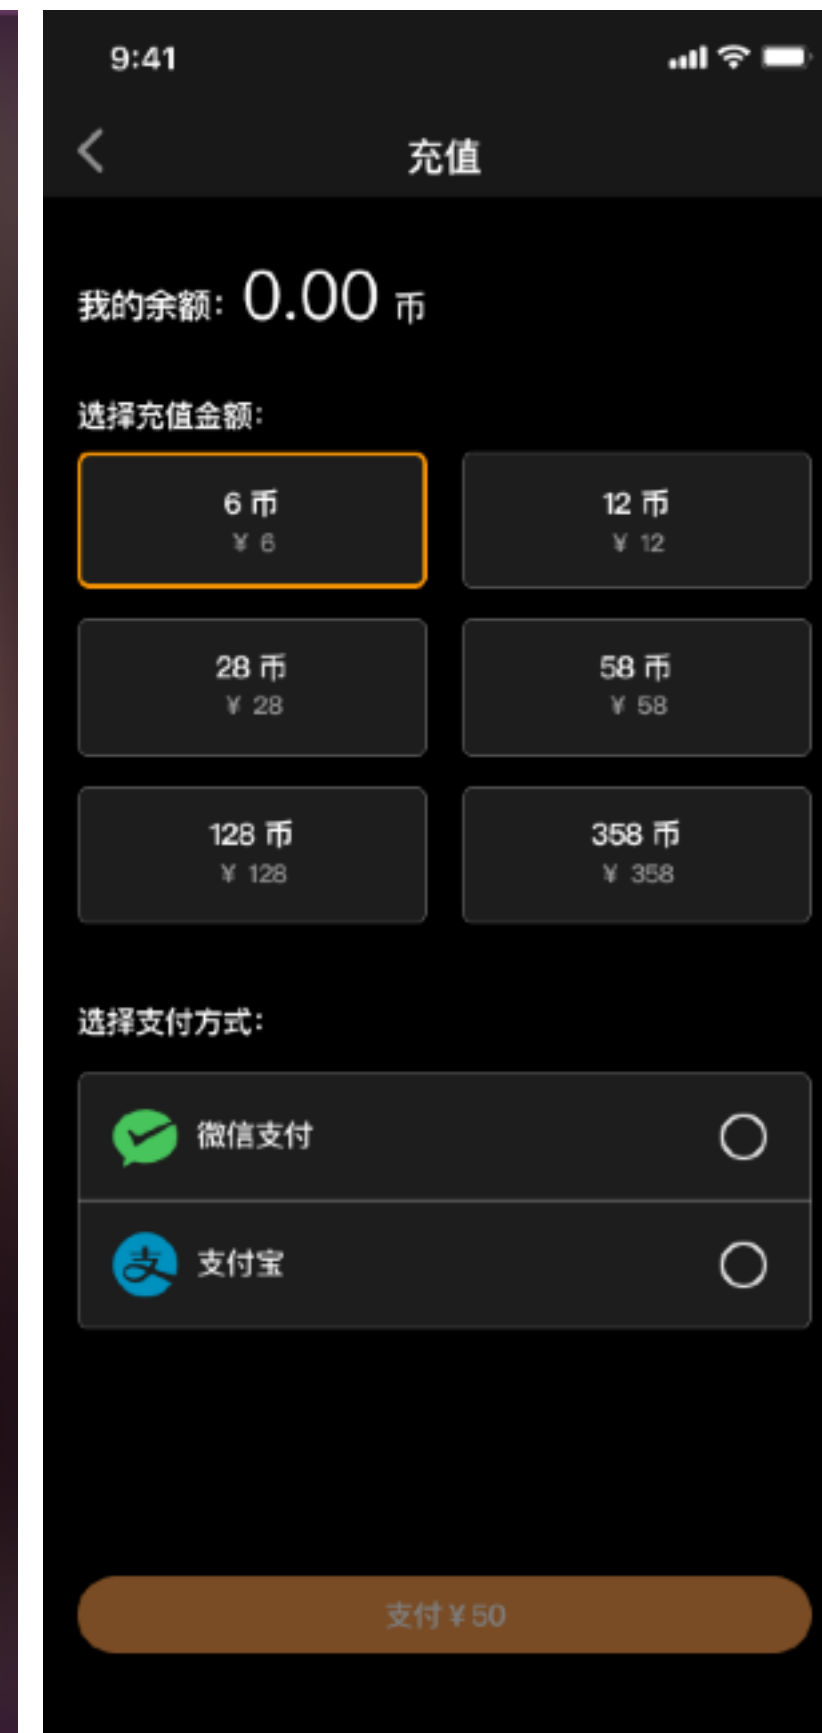 9:41
充值
我的余额: 0.00 币
选择充值金额:
6 币
¥ 6
12 币
¥ 12
28 币
¥ 28
58 币
¥ 58
128 币
¥ 128
358 币
¥ 358
选择支付方式:
微信支付
支 支付宝
支付 ¥ 50